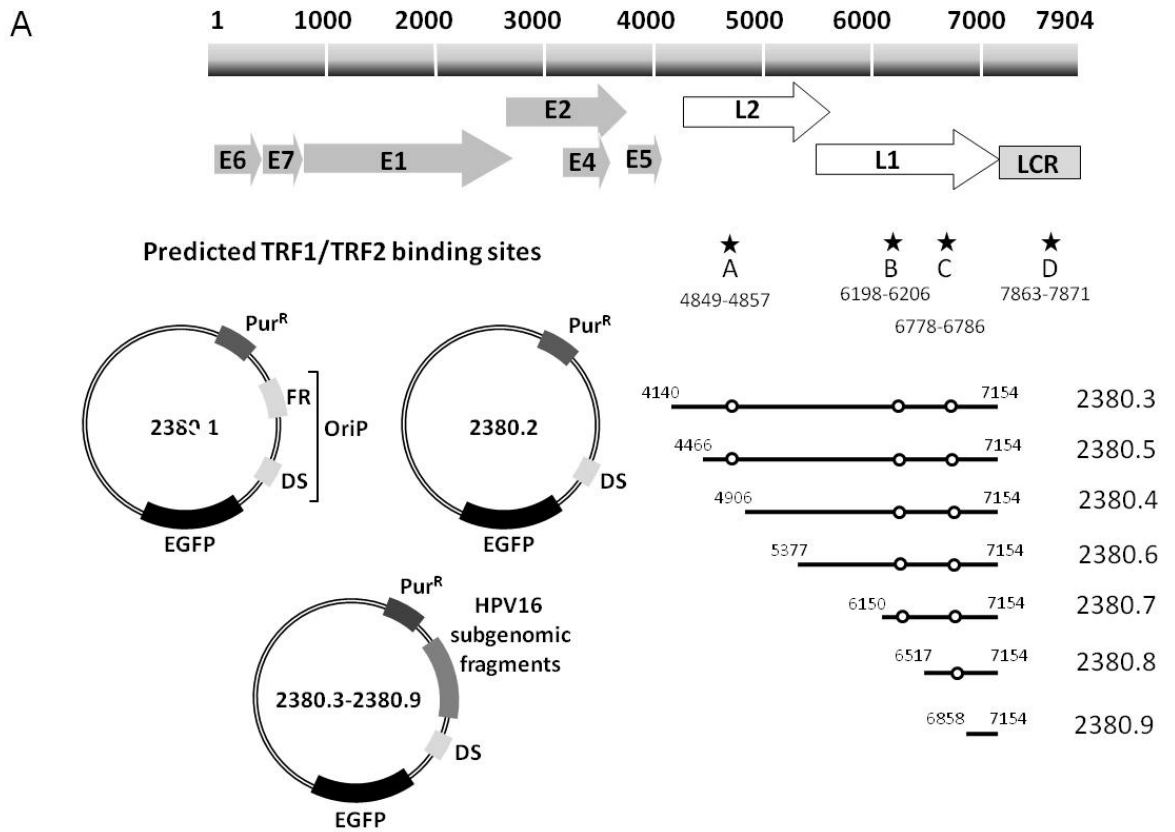 A
1 1000 2000 3000 4000 5000 6000 7000 7904
E2 L2
E6 E7 E1 E4 E5 L1 LCR
Predicted TRF1/TRF2 binding sites
A B C D
4849-4857 6198-6206 7863-7871
6778-6786
PurR
FR
OriP
DS
EGFP
PurR
2380.2
DS
EGFP
PurR
HPV16
subgenomic
fragments
2380.3-2380.9
DS
EGFP
4140 7154 2380.3
4466 7154 2380.5
4906 7154 2380.4
5377 7154 2380.6
6150 7154 2380.7
6517 7154 2380.8
6858 7154 2380.9